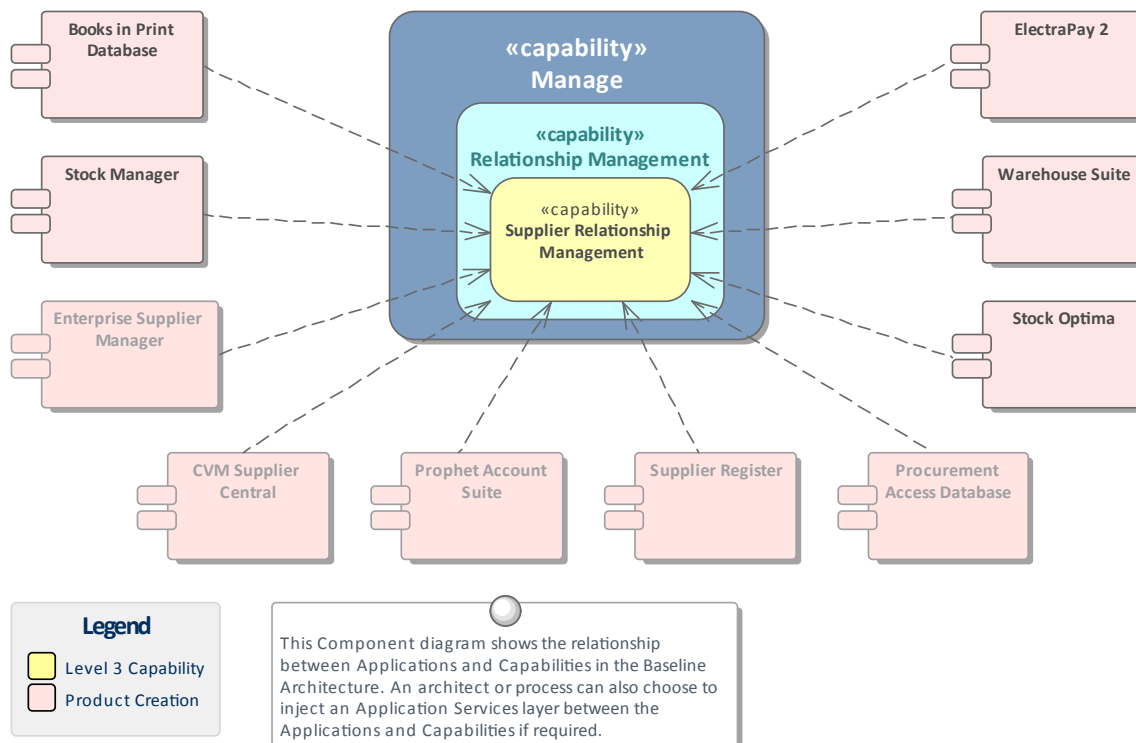 Books in Print
Database
«capability»
Manage
ElectraPay 2
«capability»
Relationship Management
Stock Manager
«capability»
Supplier Relationship
Management
Warehouse Suite
Enterprise Supplier
Manager
Stock Optima
CVM Supplier
Central
Prophet Account
Suite
Supplier Register
Procurement
Access Database
Legend
Level 3 Capability
Product Creation
This Component diagram shows the relationship
between Applications and Capabilities in the Baseline
Architecture. An architect or process can also choose to
inject an Application Services layer between the
Applications and Capabilities if required.